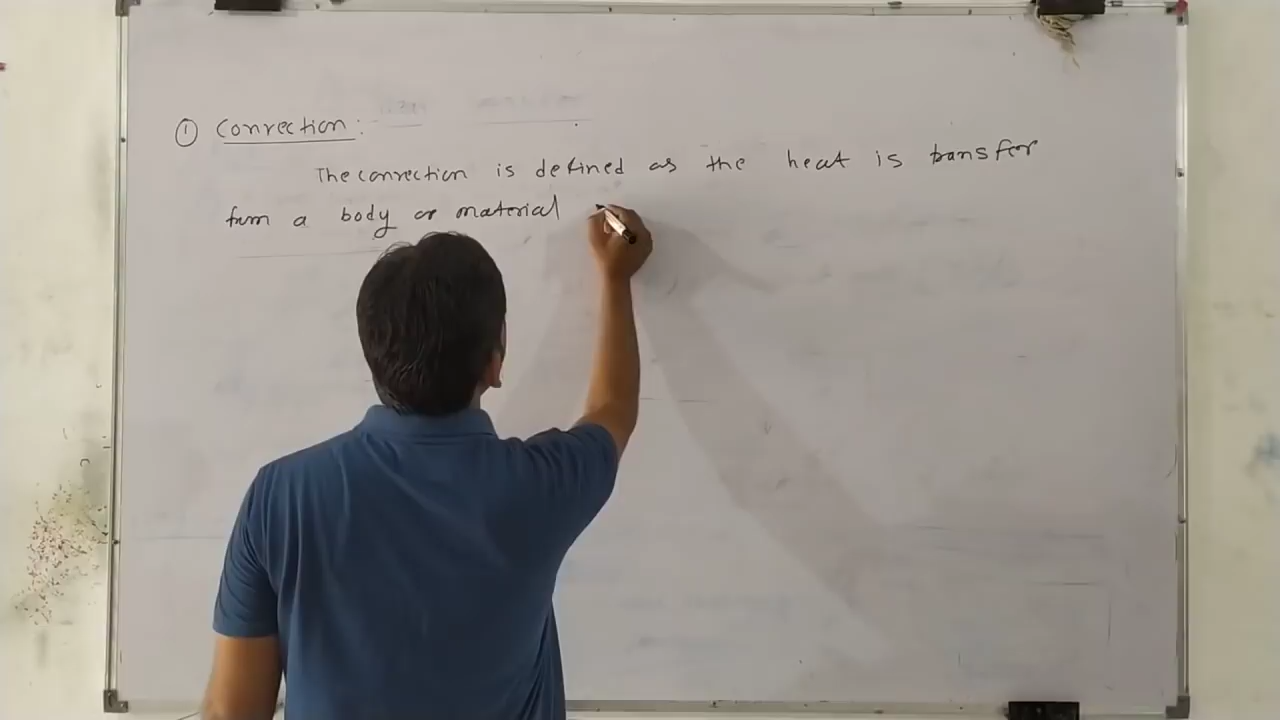 ① Convection:
The convection is defined as the heat is transfer
from a body or material